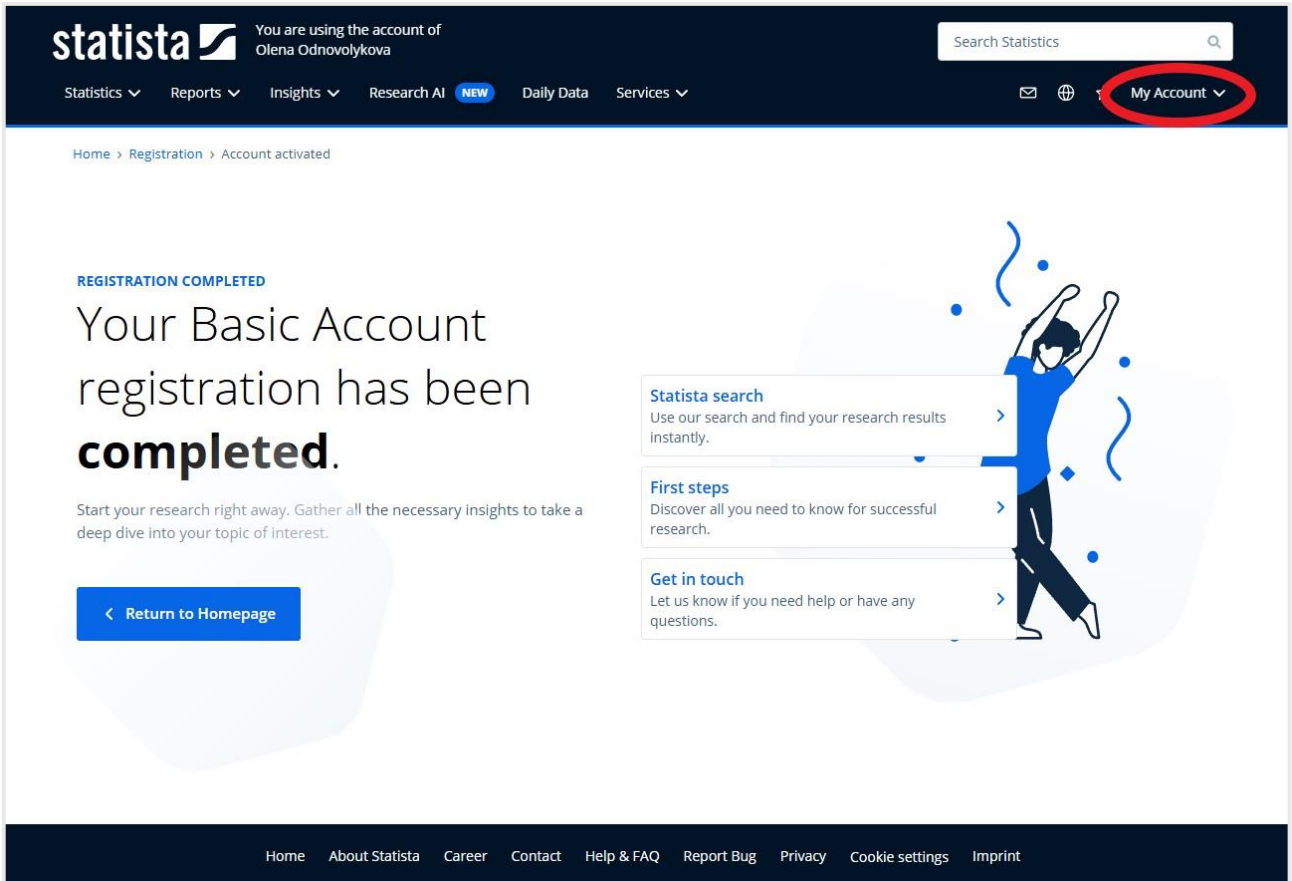 statista
You are using the account of
Olena Odnovolykova
Search Statistics
Statistics Reports Insights Research AI NEW Daily Data Services My Account
Home › Registration › Account activated
REGISTRATION COMPLETED
Your Basic Account
registration has been
completed.
Start your research right away. Gather all the necessary insights to take a
deep dive into your topic of interest.
Return to Homepage
Statista search
Use our search and find your research results
instantly.
First steps
Discover all you need to know for successful
research.
Get in touch
Let us know if you need help or have any
questions.
Home About Statista Career Contact Help & FAQ Report Bug Privacy Cookie settings Imprint